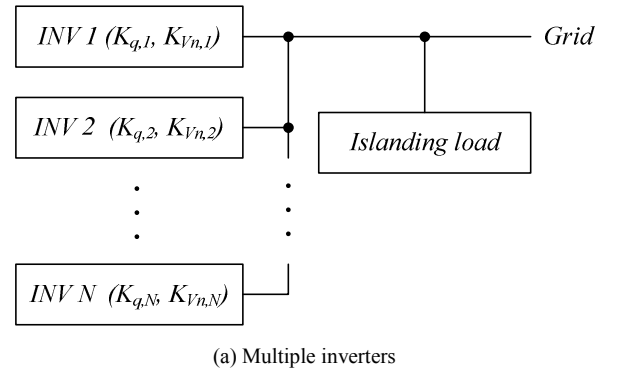 INV 1 (Kq,1, KVn,1)
Grid
INV 2 (Kq,2, KVn,2)
Islanding load
INV N (Kq,N, KVn,N)
(a) Multiple inverters